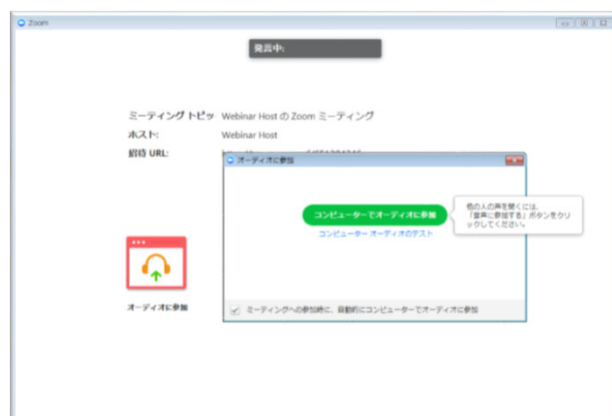 Zoom
発言中:
ミーティング トピッ Webinar Host の Zoom ミーティング
ホスト: Webinar Host
招待 URL:
オーディオに参加
コンピューターでオーディオに参加
他の人の声を聞くには、
「音声に参加する」ボタンをクリ
ックしてください。
コンピューター オーディオのテスト
オーディオに参加
ミーティングへの参加時に、自動的にコンピューターでオーディオに参加